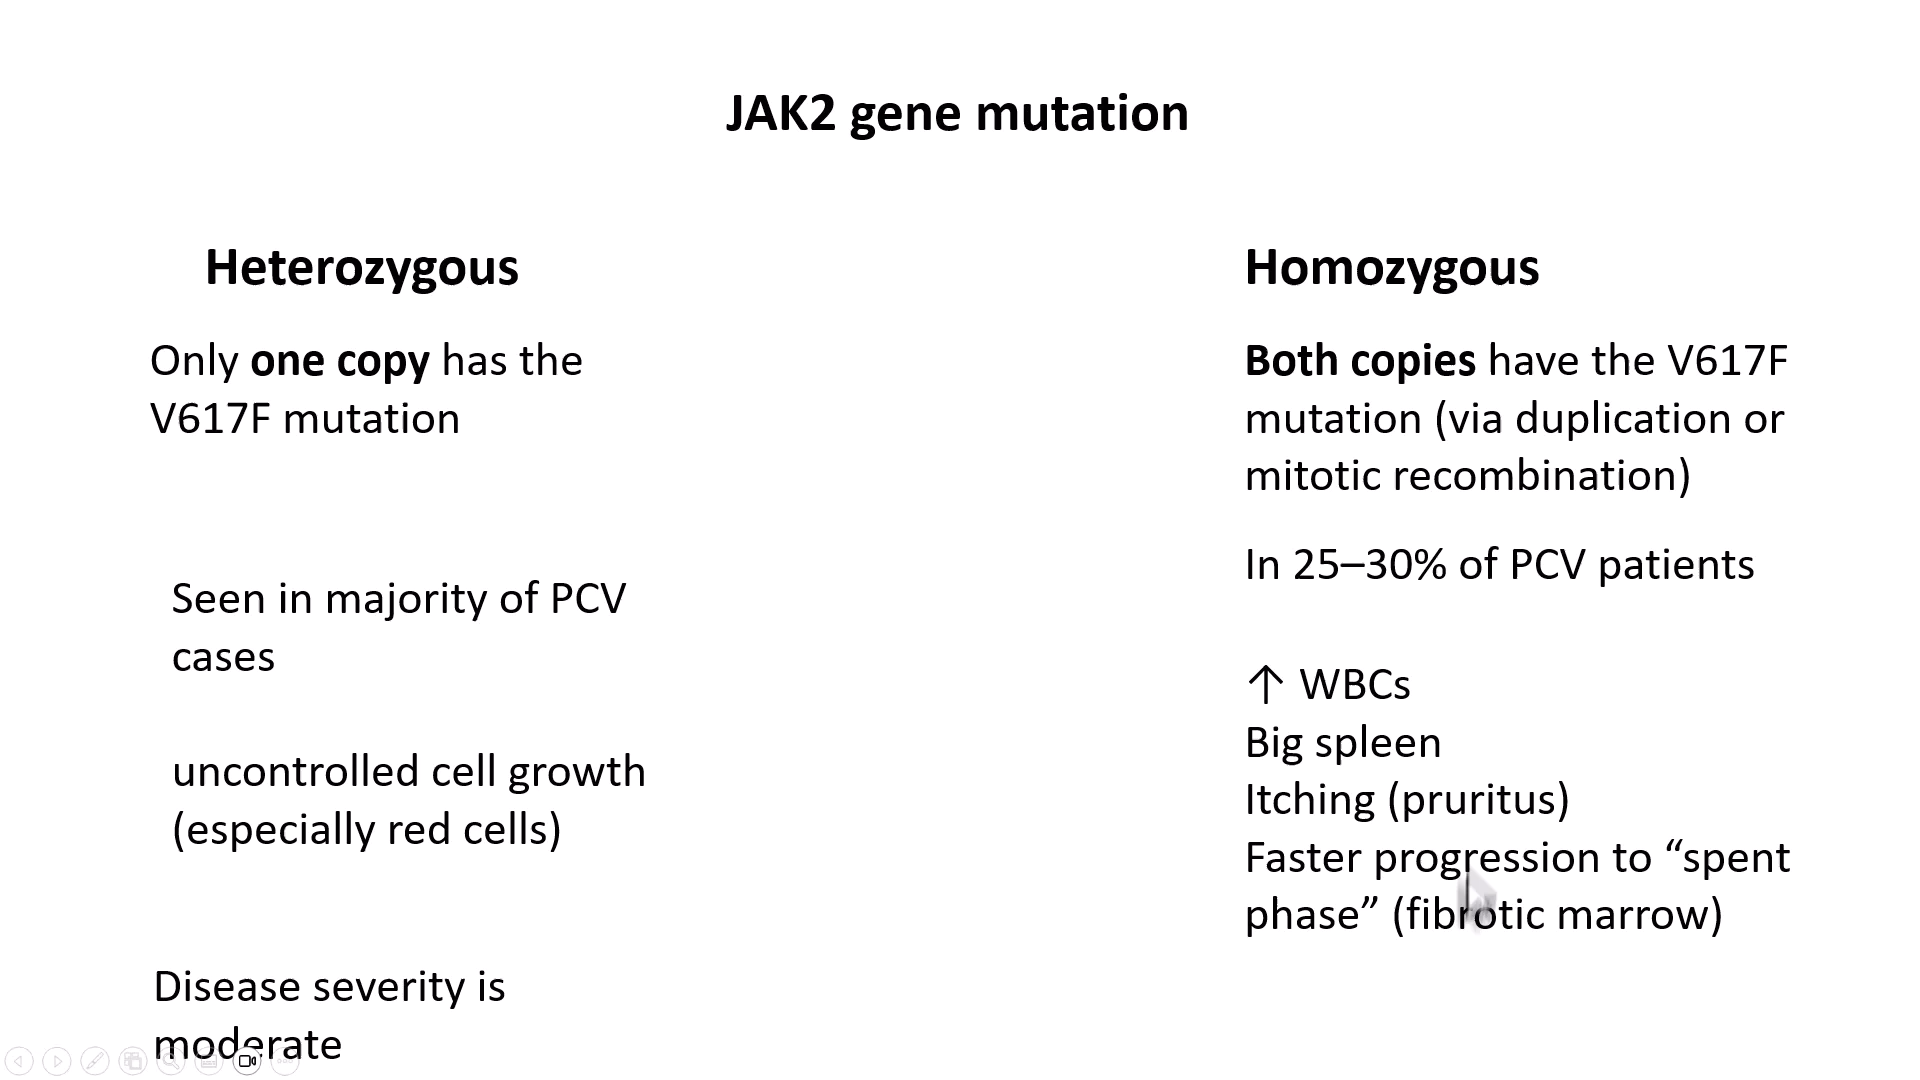 JAK2 gene mutation
Heterozygous
Only one copy has the
V617F mutation
Seen in majority of PCV
cases
uncontrolled cell growth
(especially red cells)
Disease severity is
moderate
Homozygous
Both copies have the V617F
mutation (via duplication or
mitotic recombination)
In 25–30% of PCV patients
↑ WBCs
Big spleen
Itching (pruritus)
Faster progression to “spent
phase” (fibrotic marrow)